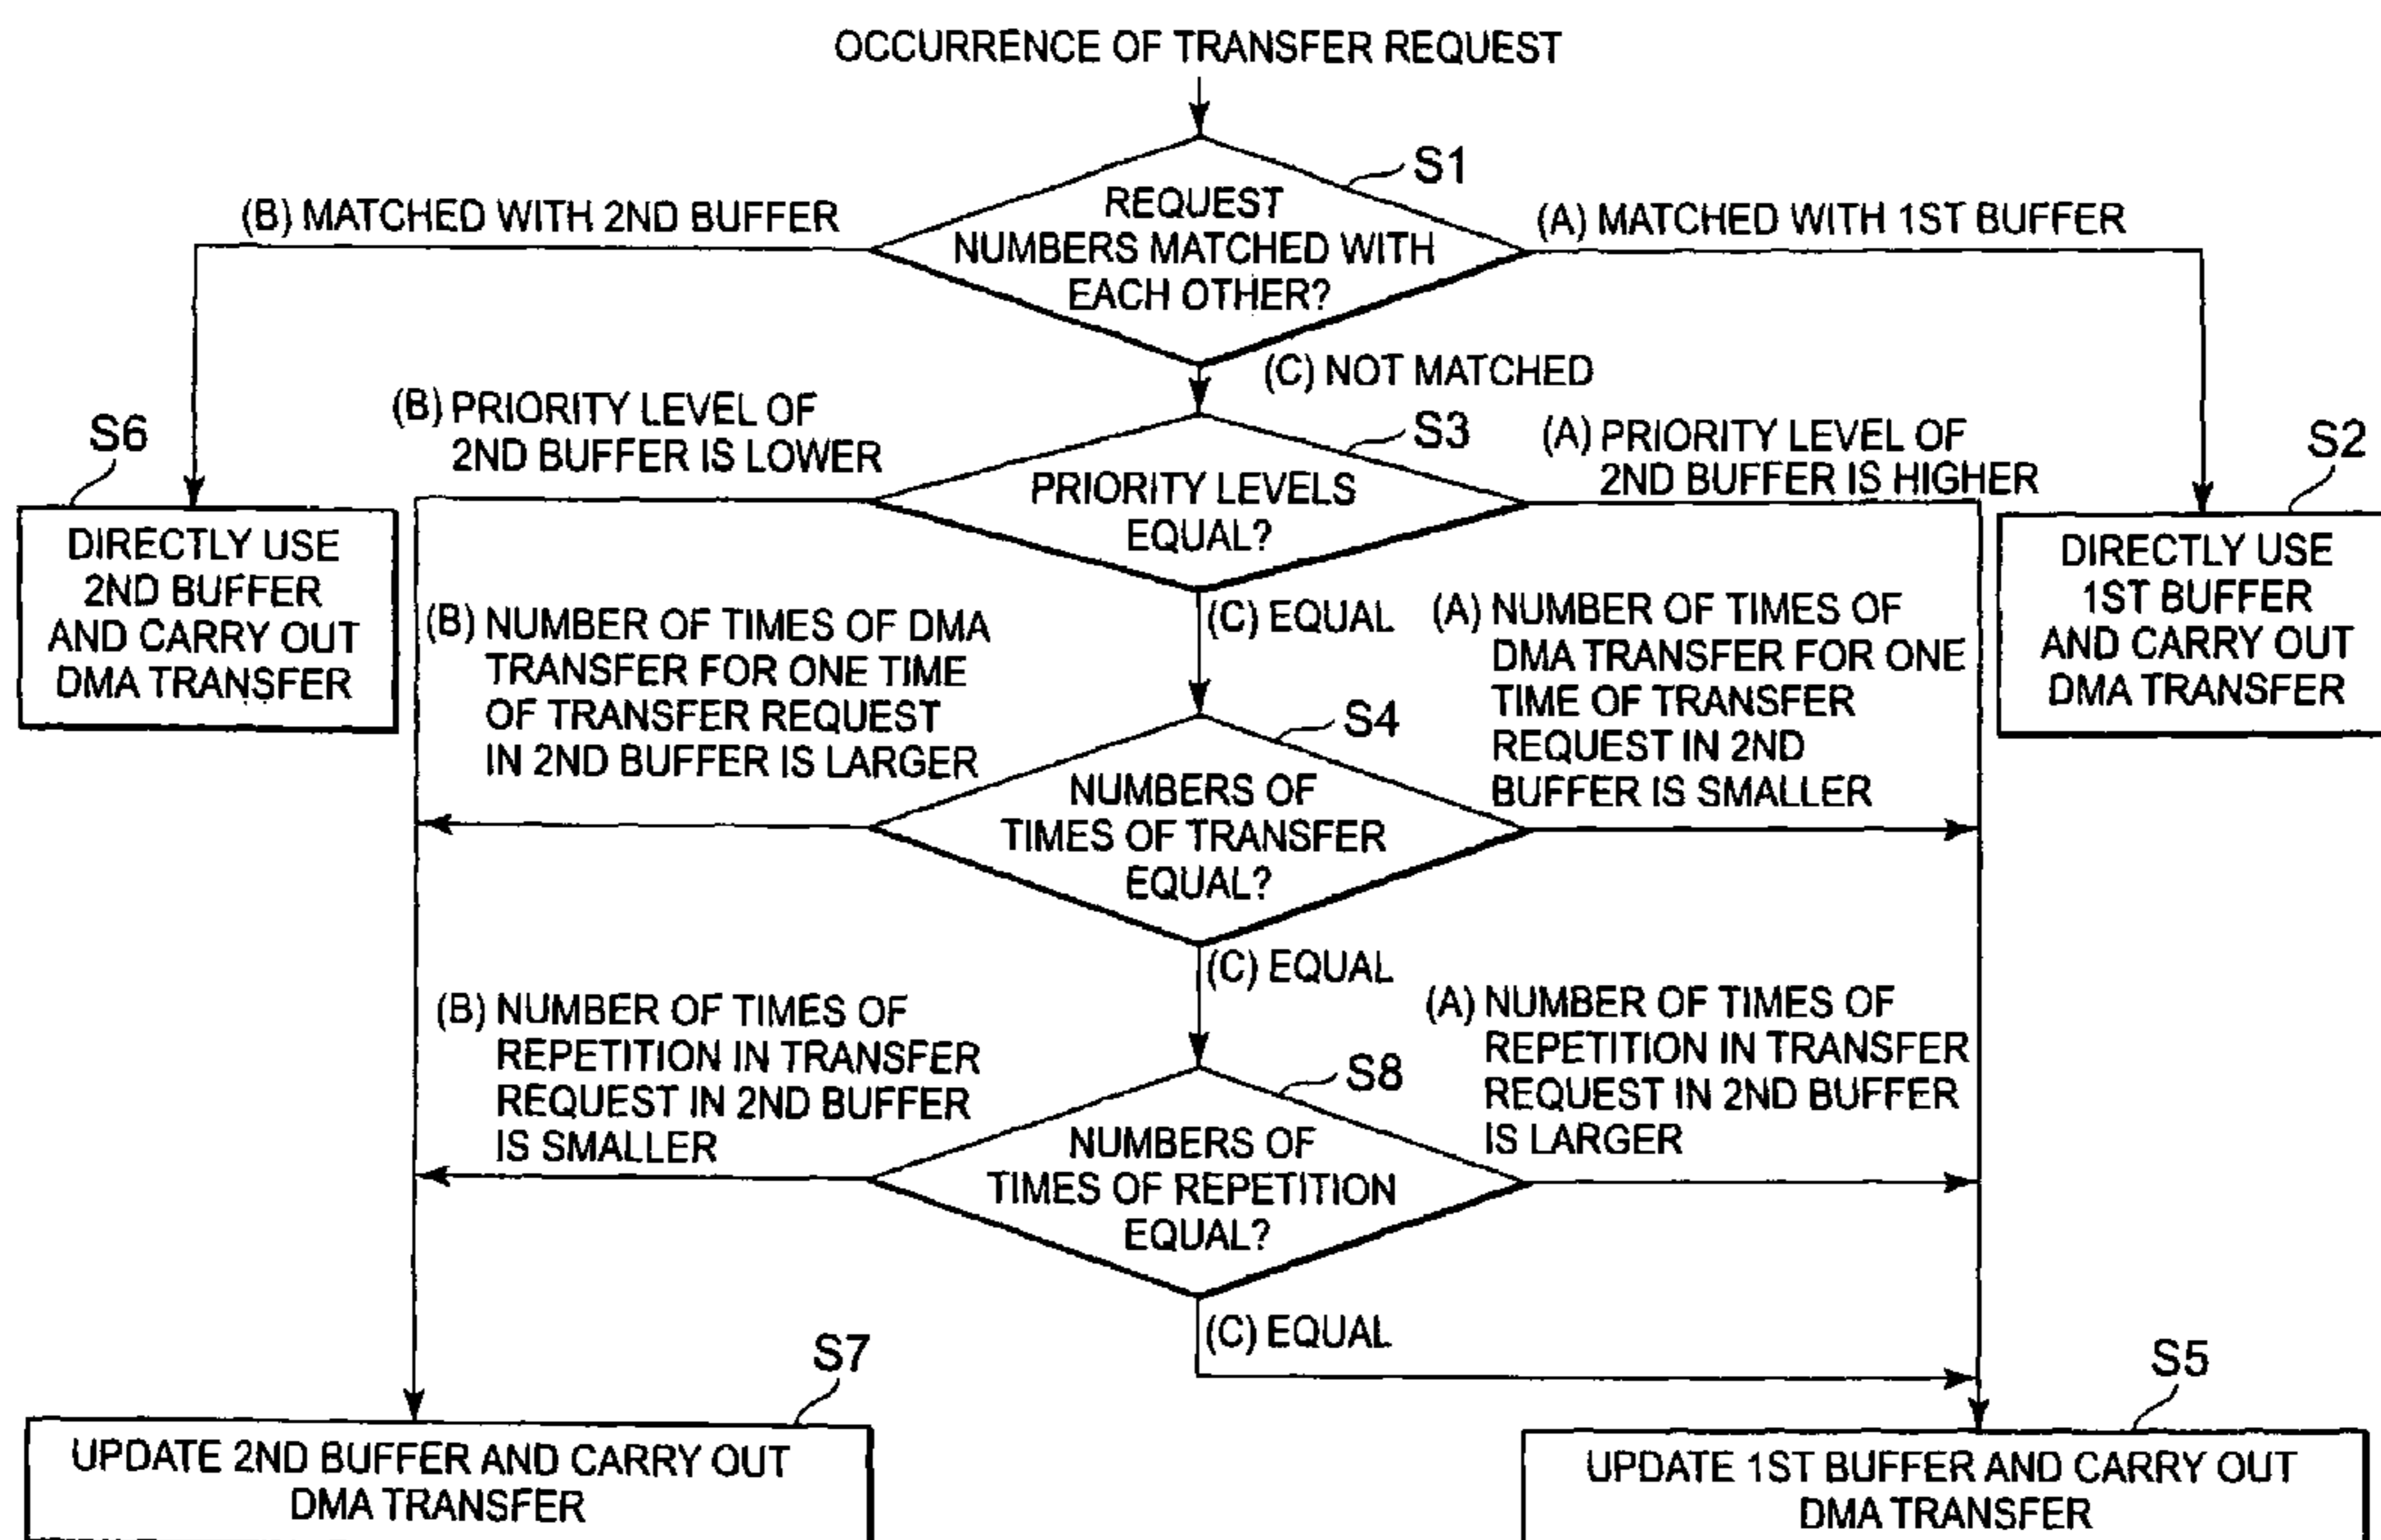 OCCURRENCE OF TRANSFER REQUEST
S1
REQUEST
NUMBERS MATCHED WITH
EACH OTHER?
(B) MATCHED WITH 2ND BUFFER
(A) MATCHED WITH 1ST BUFFER
(C) NOT MATCHED
S6
DIRECTLY USE
2ND BUFFER
AND CARRY OUT
DMA TRANSFER
(B) PRIORITY LEVEL OF
2ND BUFFER IS LOWER
S3
PRIORITY LEVELS
EQUAL?
(A) PRIORITY LEVEL OF
2ND BUFFER IS HIGHER
S2
DIRECTLY USE
1ST BUFFER
AND CARRY OUT
DMA TRANSFER
(C) EQUAL
(B) NUMBER OF TIMES OF DMA
TRANSFER FOR ONE TIME
OF TRANSFER REQUEST
IN 2ND BUFFER IS LARGER
(A) NUMBER OF TIMES OF
DMA TRANSFER FOR ONE
TIME OF TRANSFER
REQUEST IN 2ND
BUFFER IS SMALLER
S4
NUMBERS OF
TIMES OF TRANSFER
EQUAL?
(C) EQUAL
(B) NUMBER OF TIMES OF
REPETITION IN TRANSFER
REQUEST IN 2ND BUFFER
IS SMALLER
(A) NUMBER OF TIMES OF
REPETITION IN TRANSFER
REQUEST IN 2ND BUFFER
IS LARGER
S8
NUMBERS OF
TIMES OF REPETITION
EQUAL?
(C) EQUAL
S7
UPDATE 2ND BUFFER AND CARRY OUT
DMA TRANSFER
S5
UPDATE 1ST BUFFER AND CARRY OUT
DMA TRANSFER